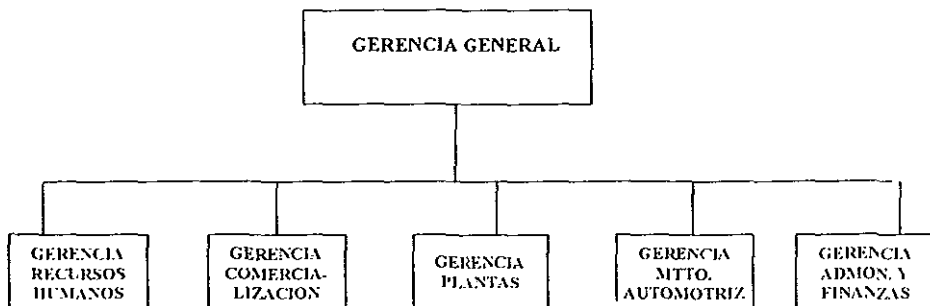 GERENCIA GENERAL
GERENCIA
RECURSOS
HUMANOS
GERENCIA
COMERCIA-
LIZACION
GERENCIA
PLANTAS
GERENCIA
MTTO.
AUTOMOTRIZ
GERENCIA
ADMON. Y
FINANZAS